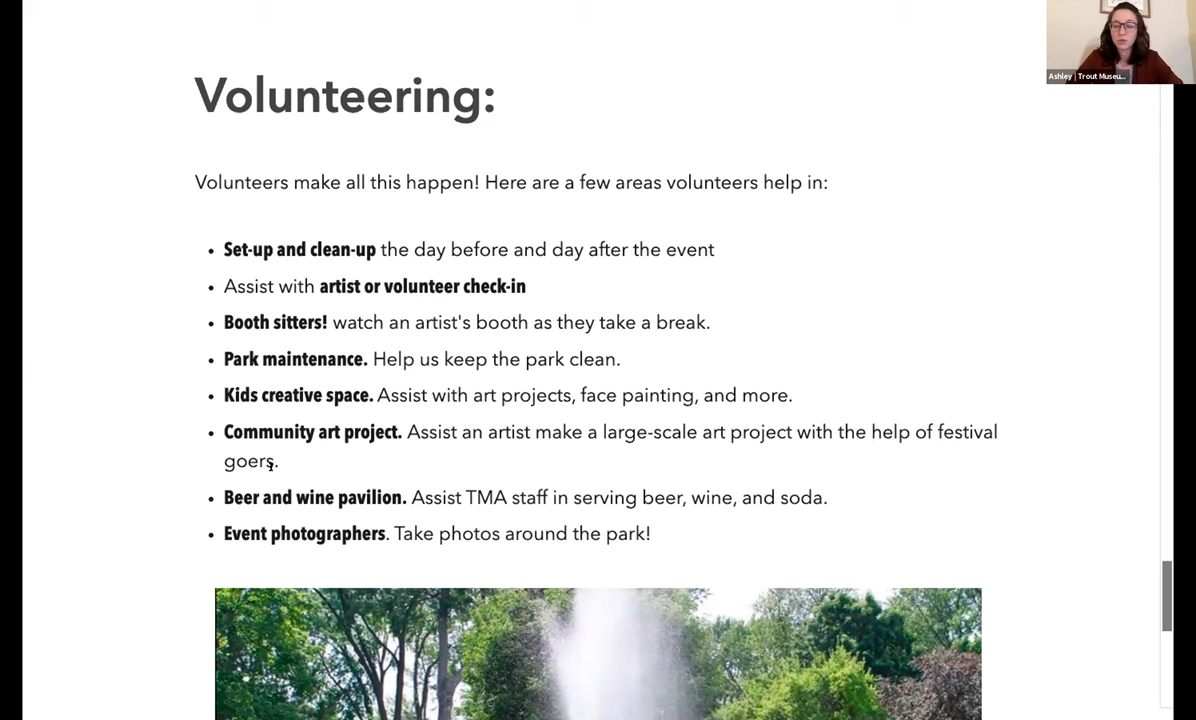 Volunteering:
Ashley | Trout Museu...
Volunteers make all this happen! Here are a few areas volunteers help in:
• Set-up and clean-up the day before and day after the event
• Assist with artist or volunteer check-in
• Booth sitters! watch an artist's booth as they take a break.
• Park maintenance. Help us keep the park clean.
• Kids creative space. Assist with art projects, face painting, and more.
• Community art project. Assist an artist make a large-scale art project with the help of festival
goers.
• Beer and wine pavilion. Assist TMA staff in serving beer, wine, and soda.
• Event photographers. Take photos around the park!